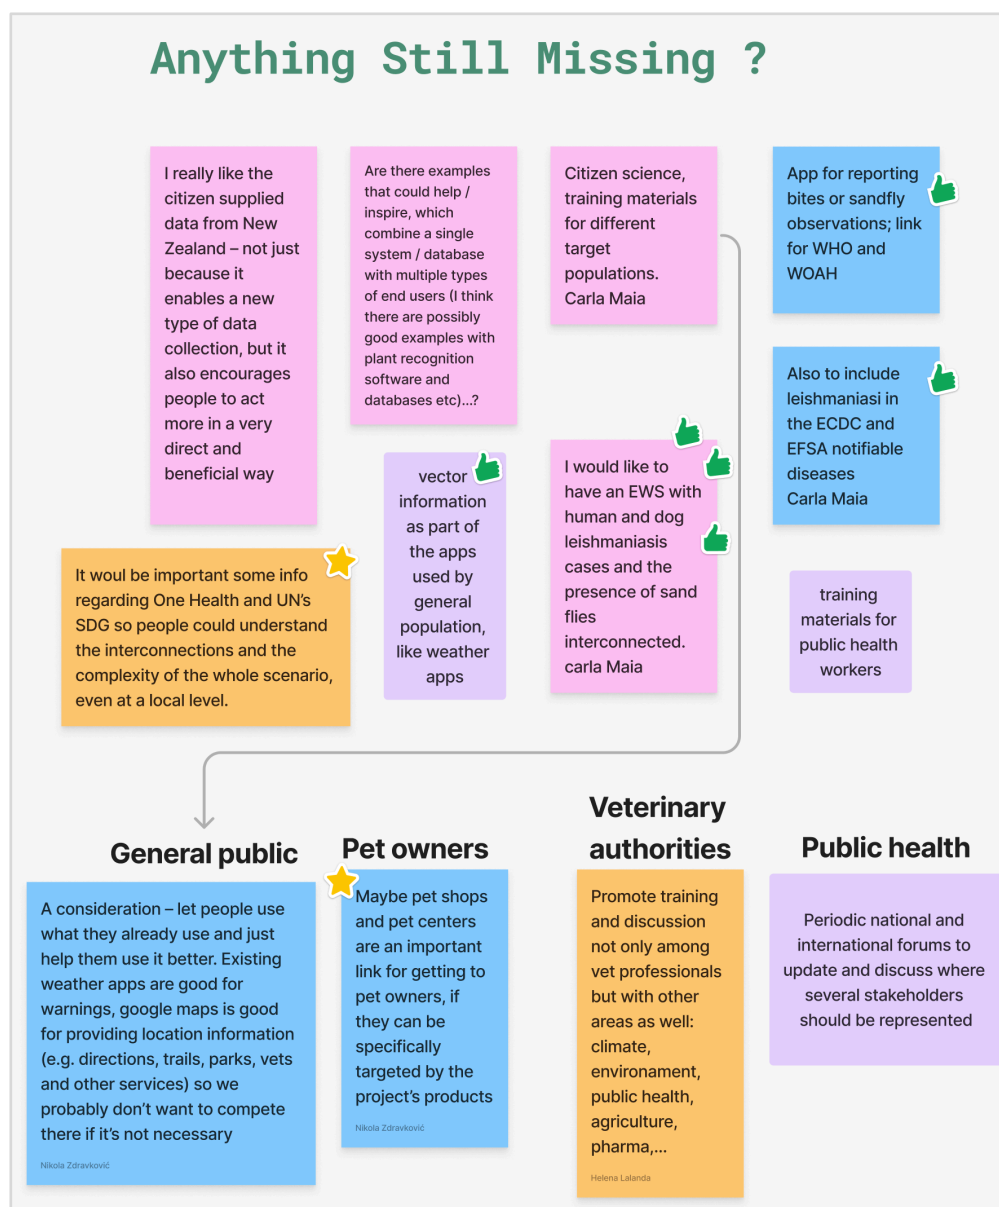 Anything Still Missing ?
I really like the
citizen supplied
data from New
Zealand – not just
because it
enables a new
type of data
collection, but it
also encourages
people to act
more in a very
direct and
beneficial way
Are there examples
that could help /
inspire, which
combine a single
system / database
with multiple types
of end users (I think
there are possibly
good examples with
plant recognition
software and
databases etc)...?
Citizen science,
training materials
for different
target
populations.
Carla Maia
App for reporting
bites or sandfly
observations; link
for WHO and
WOAH
Also to include
leishmaniasi in
the ECDC and
EFSA notifiable
diseases
Carla Maia
vector
information
as part of
the apps
used by
general
population,
like weather
apps
I would like to
have an EWS with
human and dog
leishmaniasis
cases and the
presence of sand
flies
interconnected.
carla Maia
It woul be important some info
regarding One Health and UN's
SDG so people could understand
the interconnections and the
complexity of the whole scenario,
even at a local level.
training
materials for
public health
workers
General public
A consideration – let people use
what they already use and just
help them use it better. Existing
weather apps are good for
warnings, google maps is good
for providing location information
(e.g. directions, trails, parks, vets
and other services) so we
probably don't want to compete
there if it's not necessary
Nikola Zdravković
Pet owners
Maybe pet shops
and pet centers
are an important
link for getting to
pet owners, if
they can be
specifically
targeted by the
project's products
Nikola Zdravković
Veterinary
authorities
Promote training
and discussion
not only among
vet professionals
but with other
areas as well:
climate,
environament,
public health,
agriculture,
pharma,...
Helena Lalanda
Public health
Periodic national and
international forums to
update and discuss where
several stakeholders
should be represented